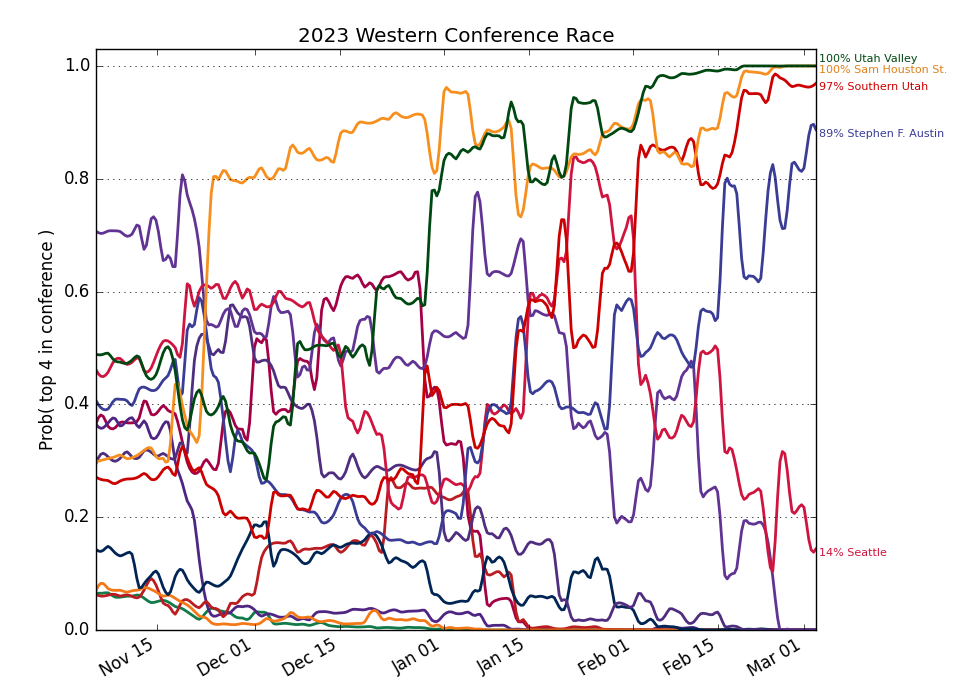 2023 Western Conference Race
Prob( top 4 in conference )
1.0
0.8
0.6
0.4
0.2
0.0
Nov 15
Dec 01
Dec 15
Jan 01
Jan 15
Feb 01
Feb 15
Mar 01
100% Utah Valley
100% Sam Houston St.
97% Southern Utah
89% Stephen F. Austin
14% Seattle